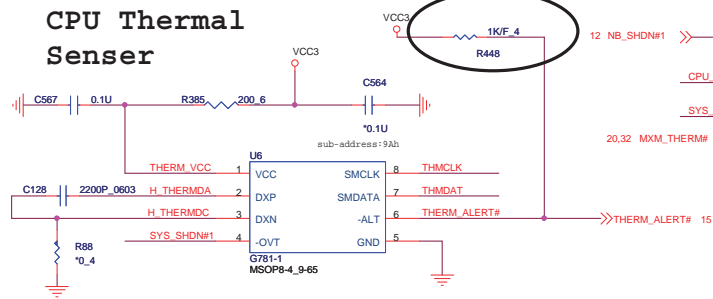 CPU Thermal
Senser
VCC3
1K/F_4
R448
12 NB_SHDN#1
VCC3
C567 0.1U
R385 200_6
C564
*0.1U
CPU_
SYS_
20,32 MXM_THERM#
sub-address:9Ah
U6
THERM_VCC 1 VCC SMCLK 8 THMCLK
C128 2200P_0603 H_THERMDA 2 DXP SMDATA 7 THMDAT
H_THERMDC 3 DXN -ALT 6 THERM_ALERT#
THERM_ALERT# 15
SYS_SHDN#1 4 -OVT GND 5
R88
*0_4
G781-1
MSOP8-4_9-65